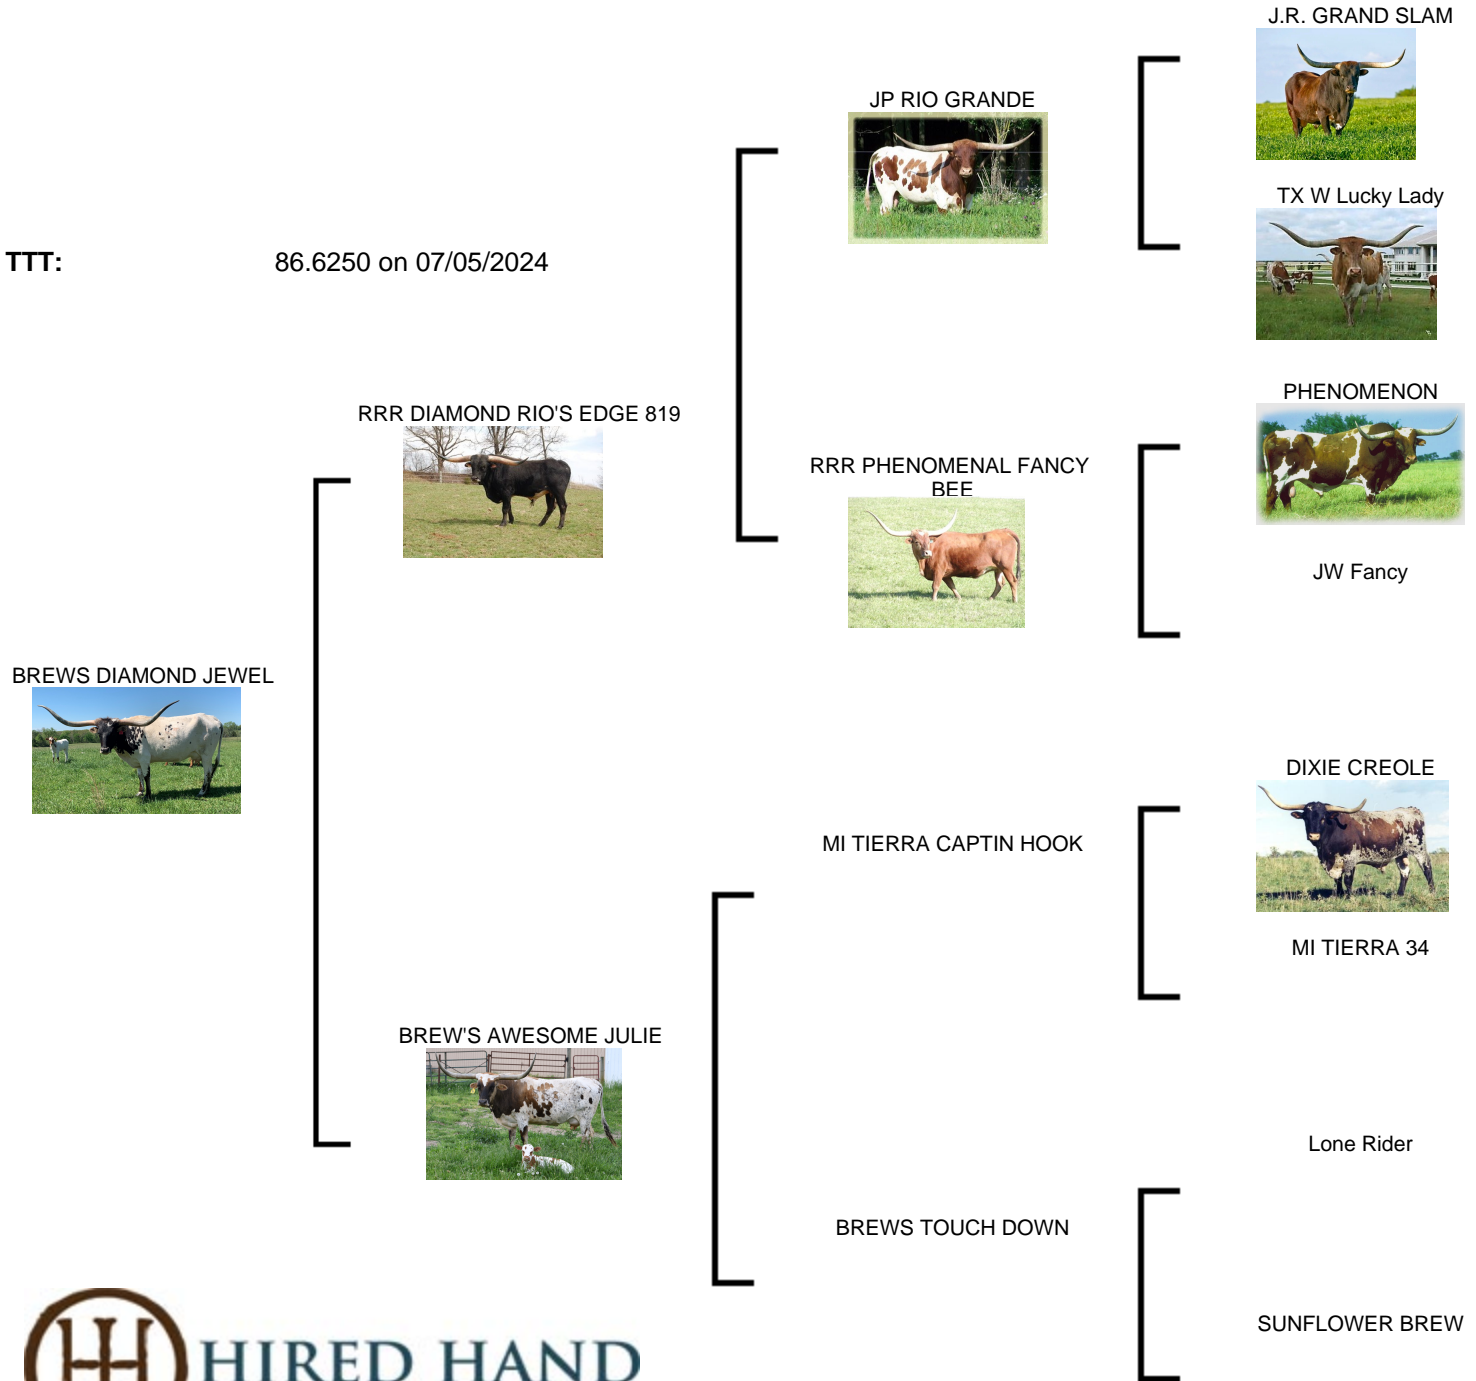 J.R. GRAND SLAM
JP RIO GRANDE
TX W Lucky Lady
TTT: 86.6250 on 07/05/2024
PHENOMENON
RRR DIAMOND RIO'S EDGE 819
RRR PHENOMENAL FANCY
BEE
JW Fancy
BREWS DIAMOND JEWEL
DIXIE CREOLE
MI TIERRA CAPTIN HOOK
MI TIERRA 34
BREW'S AWESOME JULIE
Lone Rider
BREWS TOUCH DOWN
SUNFLOWER BREW
HIRED HAND